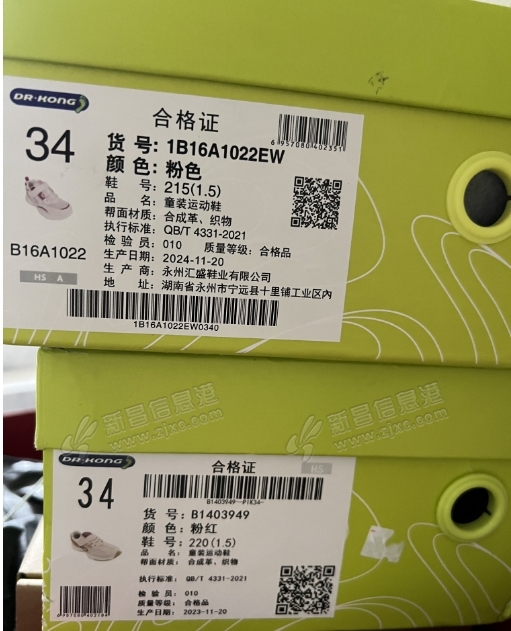 DR·KONG
34
合格证
6 957080 402351
货 号: 1B16A1022EW
颜 色: 粉色
鞋 号: 215(1.5)
品 名: 童装运动鞋
帮面材质: 合成革、织物
执行标准: QB/T 4331-2021
检 验 员: 010 质量等级: 合格品
生产日期: 2024-11-20
生 产 商: 永州汇盛鞋业有限公司
地 址: 湖南省永州市宁远县十里铺工业区内
B16A1022
HS A
1B16A1022EW0340
新昌信息港
www.zjxc.com
新昌信息港
www.zjxc.com
DR·KONG
34
合格证
HS
B1403949--P1K34-
货 号: B1403949
颜 色: 粉红
鞋 号: 220(1.5)
品 名: 童装运动鞋
帮面材质: 合成革、织物
执行标准: QB/T 4331-2021
检 验 员: 010
质量等级: 合格品
生产日期: 2023-11-20